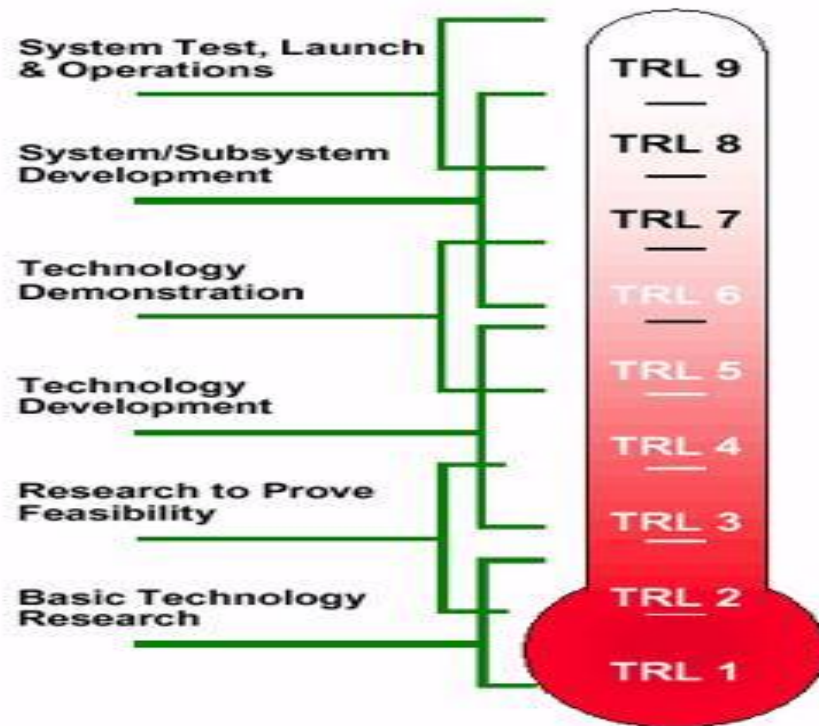 System Test, Launch
& Operations
System/Subsystem
Development
Technology
Demonstration
Technology
Development
Research to Prove
Feasibility
Basic Technology
Research
TRL 9
TRL 8
TRL 7
TRL 6
TRL 5
TRL 4
TRL 3
TRL 2
TRL 1